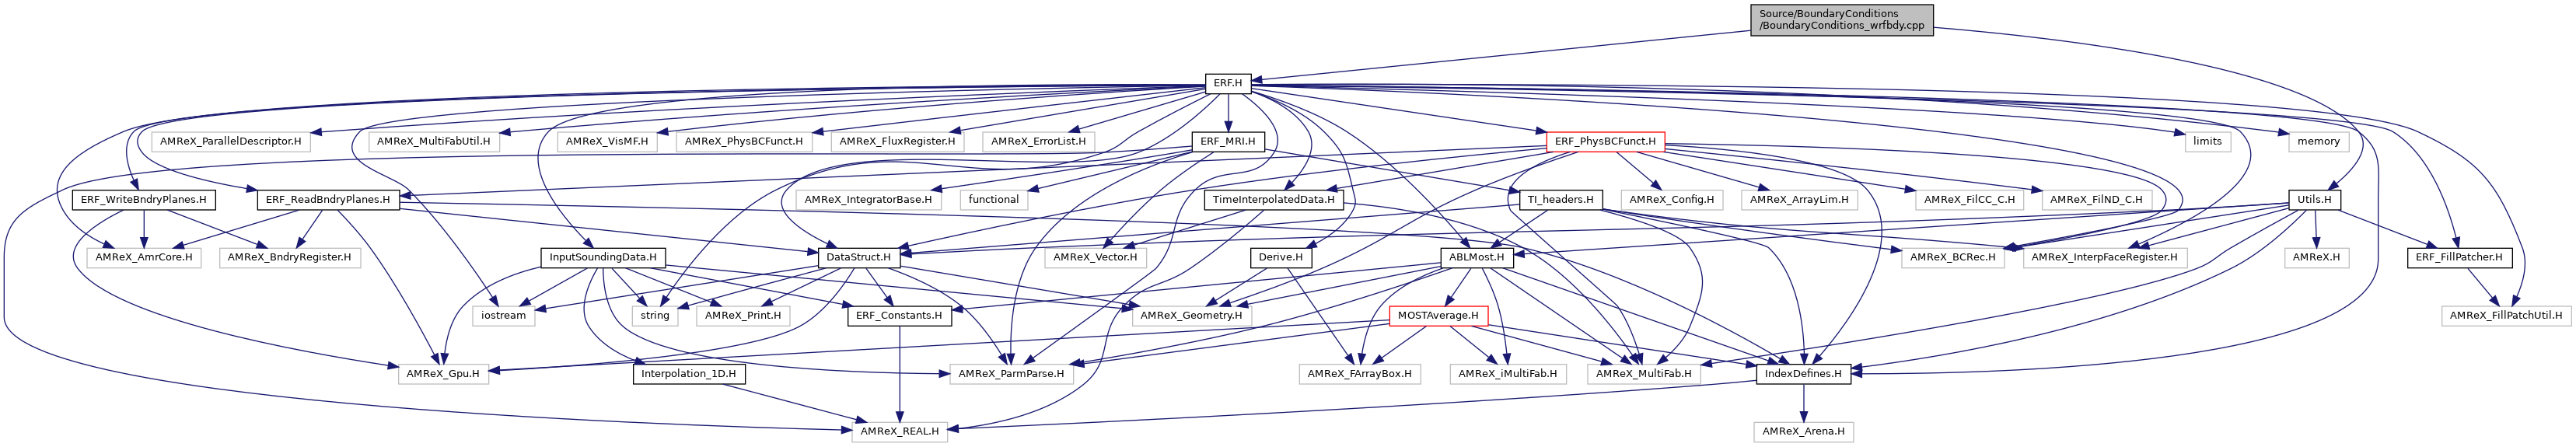 Source/BoundaryConditions
/BoundaryConditions_wrfbdy.cpp
ERF.H
AMReX_ParallelDescriptor.H
AMReX_MultiFabUtil.H
AMReX_VisMF.H
AMReX_PhysBCFunct.H
AMReX_FluxRegister.H
AMReX_ErrorList.H
ERF_MRI.H
ERF_PhysBCFunct.H
limits
memory
ERF_WriteBndryPlanes.H
ERF_ReadBndryPlanes.H
AMReX_IntegratorBase.H
functional
TimeInterpolatedData.H
TI_headers.H
AMReX_Config.H
AMReX_ArrayLim.H
AMReX_FilCC_C.H
AMReX_FilND_C.H
Utils.H
AMReX_AmrCore.H
AMReX_BndryRegister.H
InputSoundingData.H
DataStruct.H
AMReX_Vector.H
Derive.H
ABLMost.H
AMReX_BCRec.H
AMReX_InterpFaceRegister.H
AMReX.H
ERF_FillPatcher.H
iostream
string
AMReX_Print.H
ERF_Constants.H
AMReX_Geometry.H
MOSTAverage.H
AMReX_FillPatchUtil.H
AMReX_Gpu.H
Interpolation_1D.H
AMReX_ParmParse.H
AMReX_FArrayBox.H
AMReX_iMultiFab.H
AMReX_MultiFab.H
IndexDefines.H
AMReX_REAL.H
AMReX_Arena.H